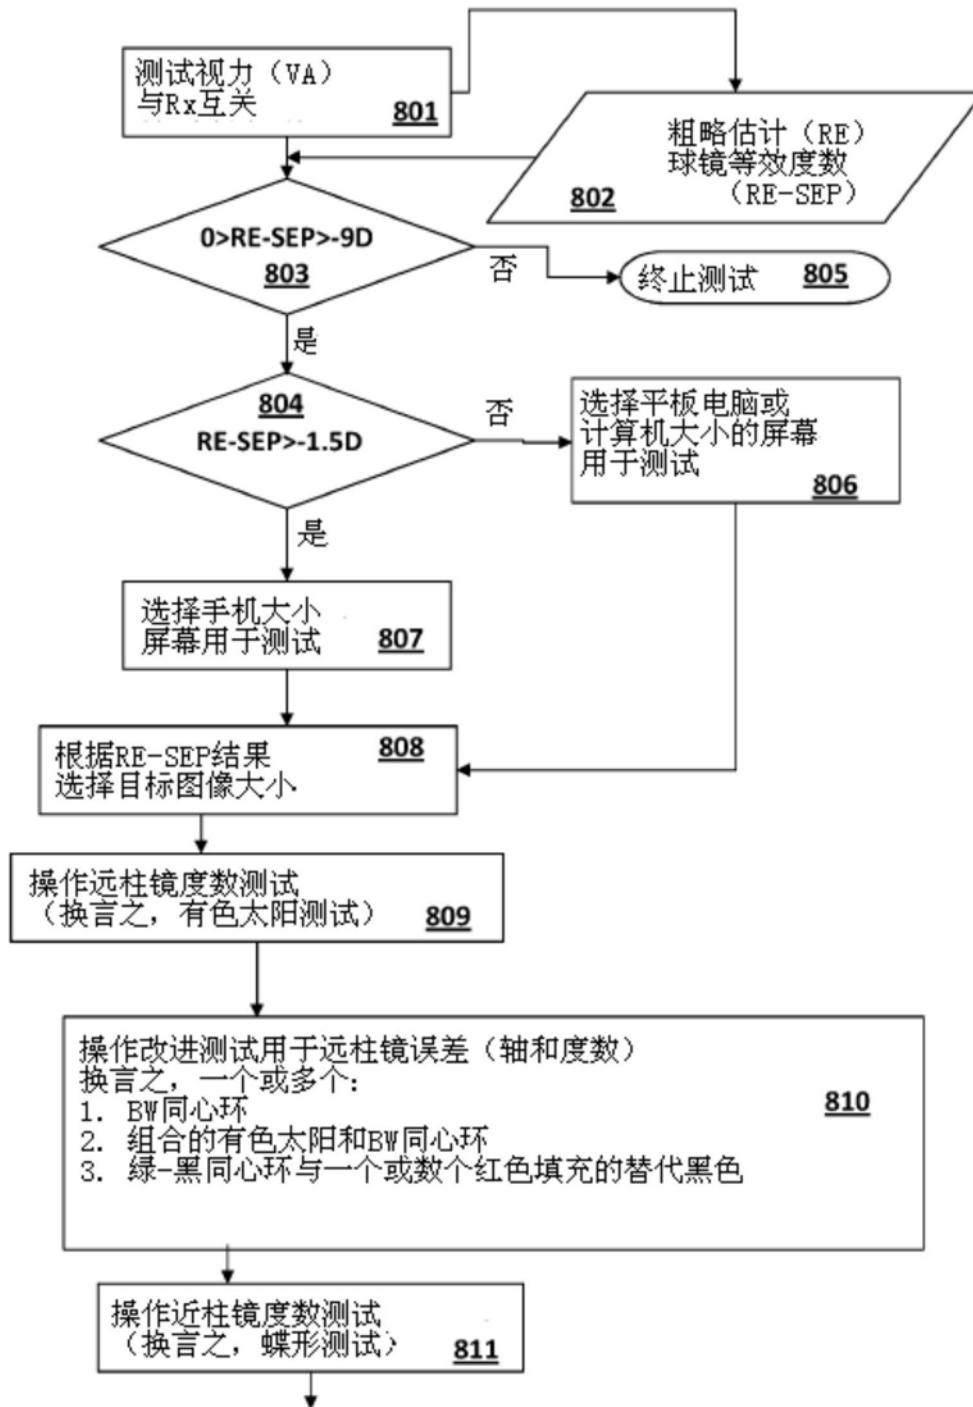 测试视力（VA）
与Rx互关
801
粗略估计（RE）
球镜等效度数
（RE-SEP）
802
0>RE-SEP>-9D
803
否
终止测试
805
是
804
RE-SEP>-1.5D
否
选择平板电脑或
计算机大小的屏幕
用于测试
806
是
选择手机大小
屏幕用于测试
807
根据RE-SEP结果
选择目标图像大小
808
操作远柱镜度数测试
（换言之，有色太阳测试）
809
操作改进测试用于远柱镜误差（轴和度数）
换言之，一个或多个：
1. BW同心环
2. 组合的有色太阳和BW同心环
3. 绿-黑同心环与一个或数个红色填充的替代黑色
810
操作近柱镜度数测试
（换言之，蝶形测试）
811